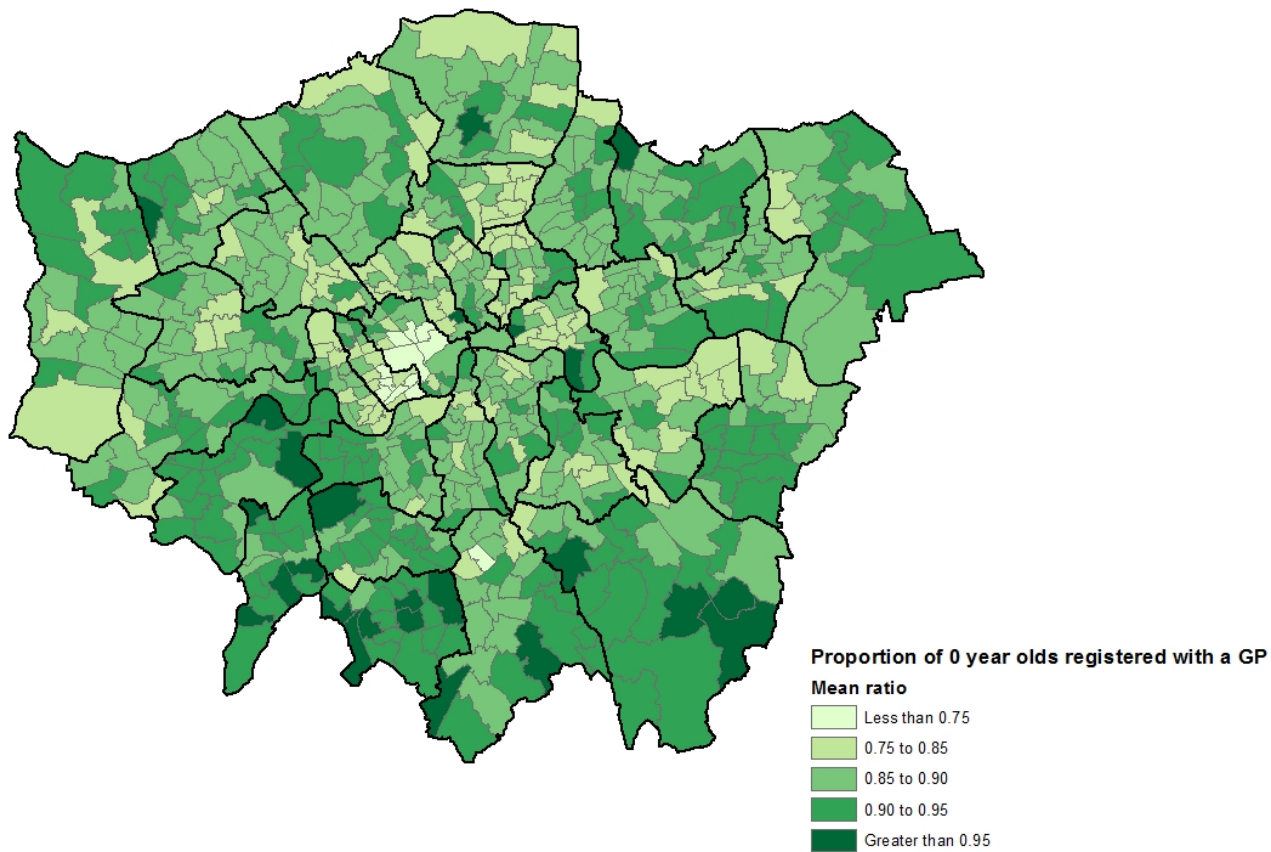 Proportion of 0 year olds registered with a GP
Mean ratio
Less than 0.75
0.75 to 0.85
0.85 to 0.90
0.90 to 0.95
Greater than 0.95